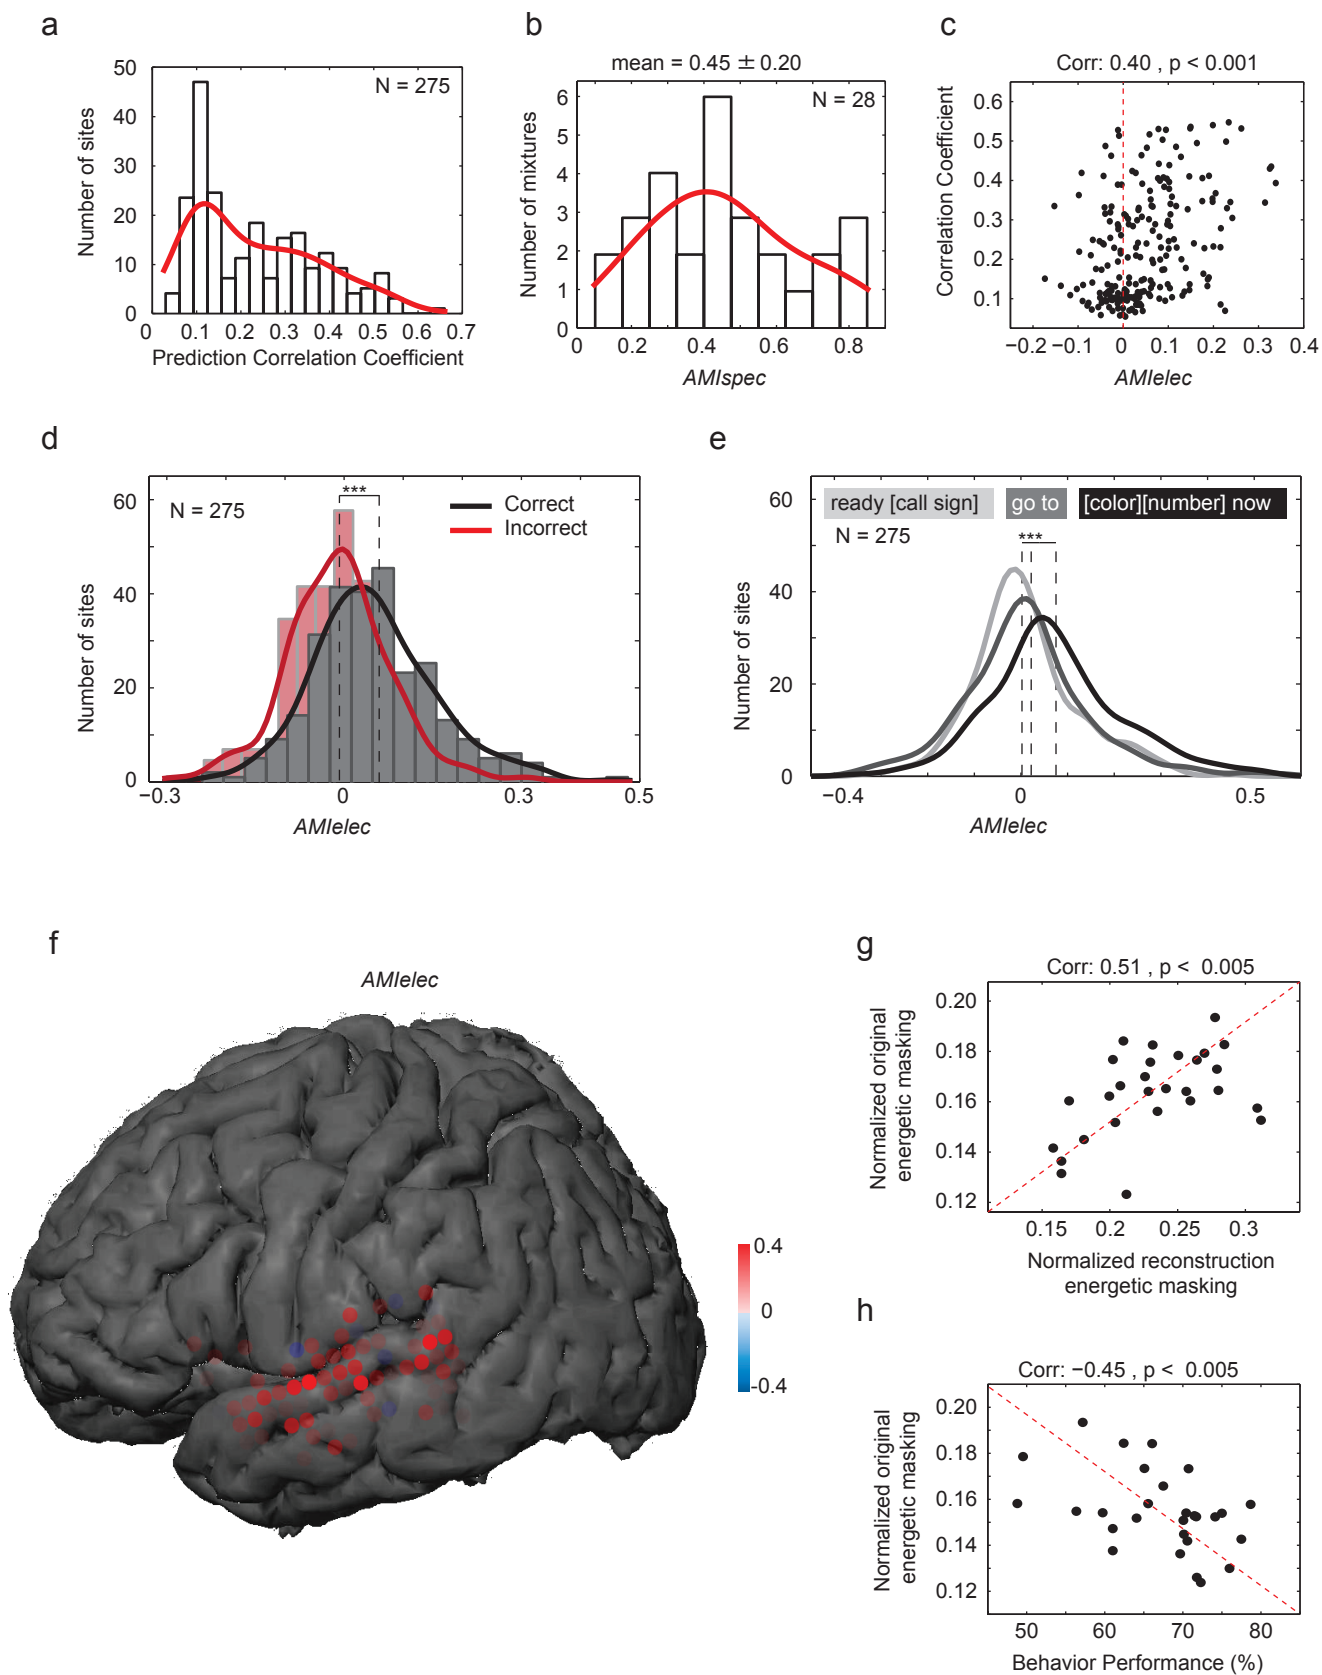 a
50
40
30
20
10
0
Number of sites
N = 275
0 0.1 0.2 0.3 0.4 0.5 0.6 0.7
Prediction Correlation Coefficient
b
mean = 0.45 ± 0.20
6
5
4
3
2
1
0
Number of mixtures
N = 28
0 0.2 0.4 0.6 0.8
AMIspec
c
Corr: 0.40 , p < 0.001
0.6
0.5
0.4
0.3
0.2
0.1
Correlation Coefficient
−0.2 −0.1 0 0.1 0.2 0.3 0.4
AMIelec
d
60
40
20
0
Number of sites
N = 275
***
Correct
Incorrect
−0.3 0 0.3 0.5
AMIelec
e
60
40
20
0
Number of sites
ready [call sign] go to [color][number] now
N = 275
***
−0.4 0 0.5
AMIelec
f
AMIelec
0.4
0
-0.4
g
Corr: 0.51 , p < 0.005
0.20
0.18
0.16
0.14
0.12
Normalized original
energetic masking
0.15 0.2 0.25 0.3
Normalized reconstruction
energetic masking
h
Corr: −0.45 , p < 0.005
0.20
0.18
0.16
0.14
0.12
Normalized original
energetic masking
50 60 70 80
Behavior Performance (%)